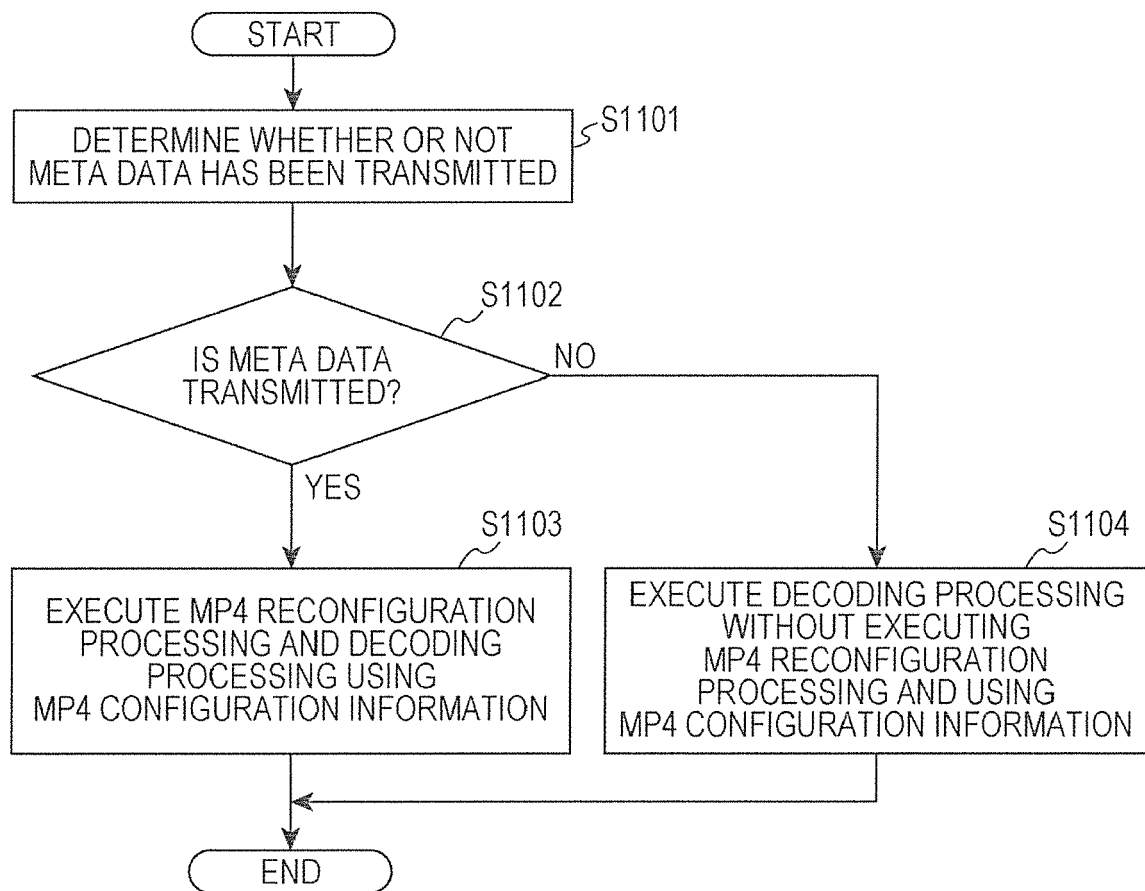 START
S1101
DETERMINE WHETHER OR NOT
META DATA HAS BEEN TRANSMITTED
S1102
IS META DATA
TRANSMITTED?
NO
YES
S1103
EXECUTE MP4 RECONFIGURATION
PROCESSING AND DECODING
PROCESSING USING
MP4 CONFIGURATION INFORMATION
S1104
EXECUTE DECODING PROCESSING
WITHOUT EXECUTING
MP4 RECONFIGURATION
PROCESSING AND USING
MP4 CONFIGURATION INFORMATION
END